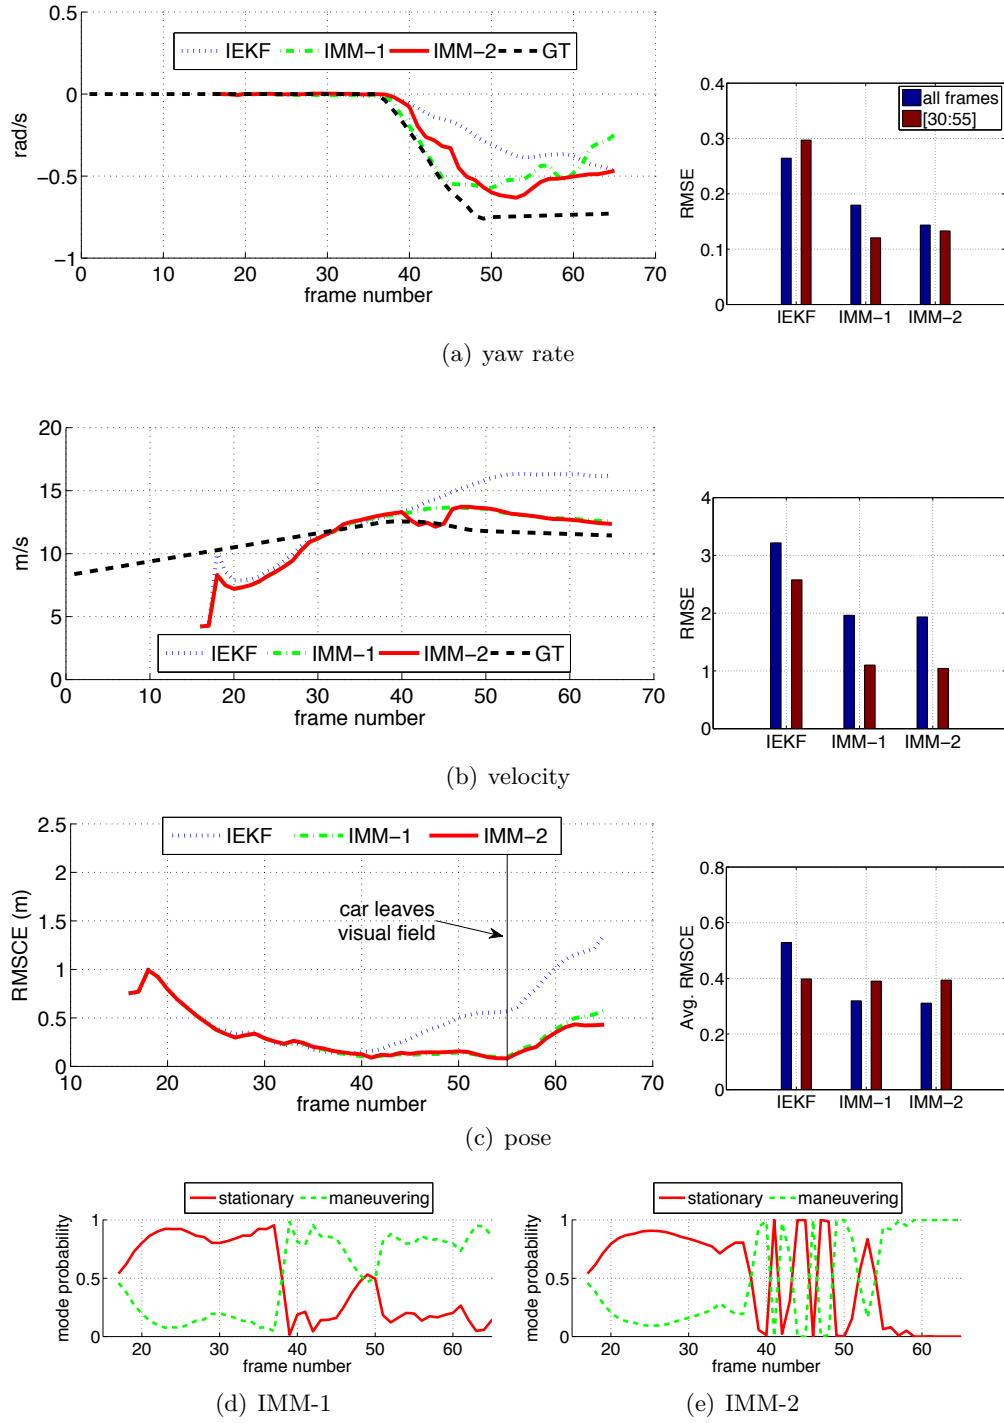 0.5
0
−0.5
−1
rad/s
IEKF IMM−1 IMM−2 GT
0 10 20 30 40 50 60 70
frame number
0.4
0.3
0.2
0.1
0
RMSE
all frames
[30:55]
IEKF IMM−1 IMM−2
(a) yaw rate
20
15
10
5
0
m/s
IEKF IMM−1 IMM−2 GT
0 10 20 30 40 50 60 70
frame number
4
3
2
1
0
RMSE
IEKF IMM−1 IMM−2
(b) velocity
2.5
2
1.5
1
0.5
0
RMSCE (m)
IEKF IMM−1 IMM−2
car leaves
visual field
10 20 30 40 50 60 70
frame number
0.8
0.6
0.4
0.2
0
Avg. RMSCE
IEKF IMM−1 IMM−2
(c) pose
stationary maneuvering
1
0.5
0
mode probability
20 30 40 50 60
frame number
(d) IMM-1
stationary maneuvering
1
0.5
0
mode probability
20 30 40 50 60
frame number
(e) IMM-2